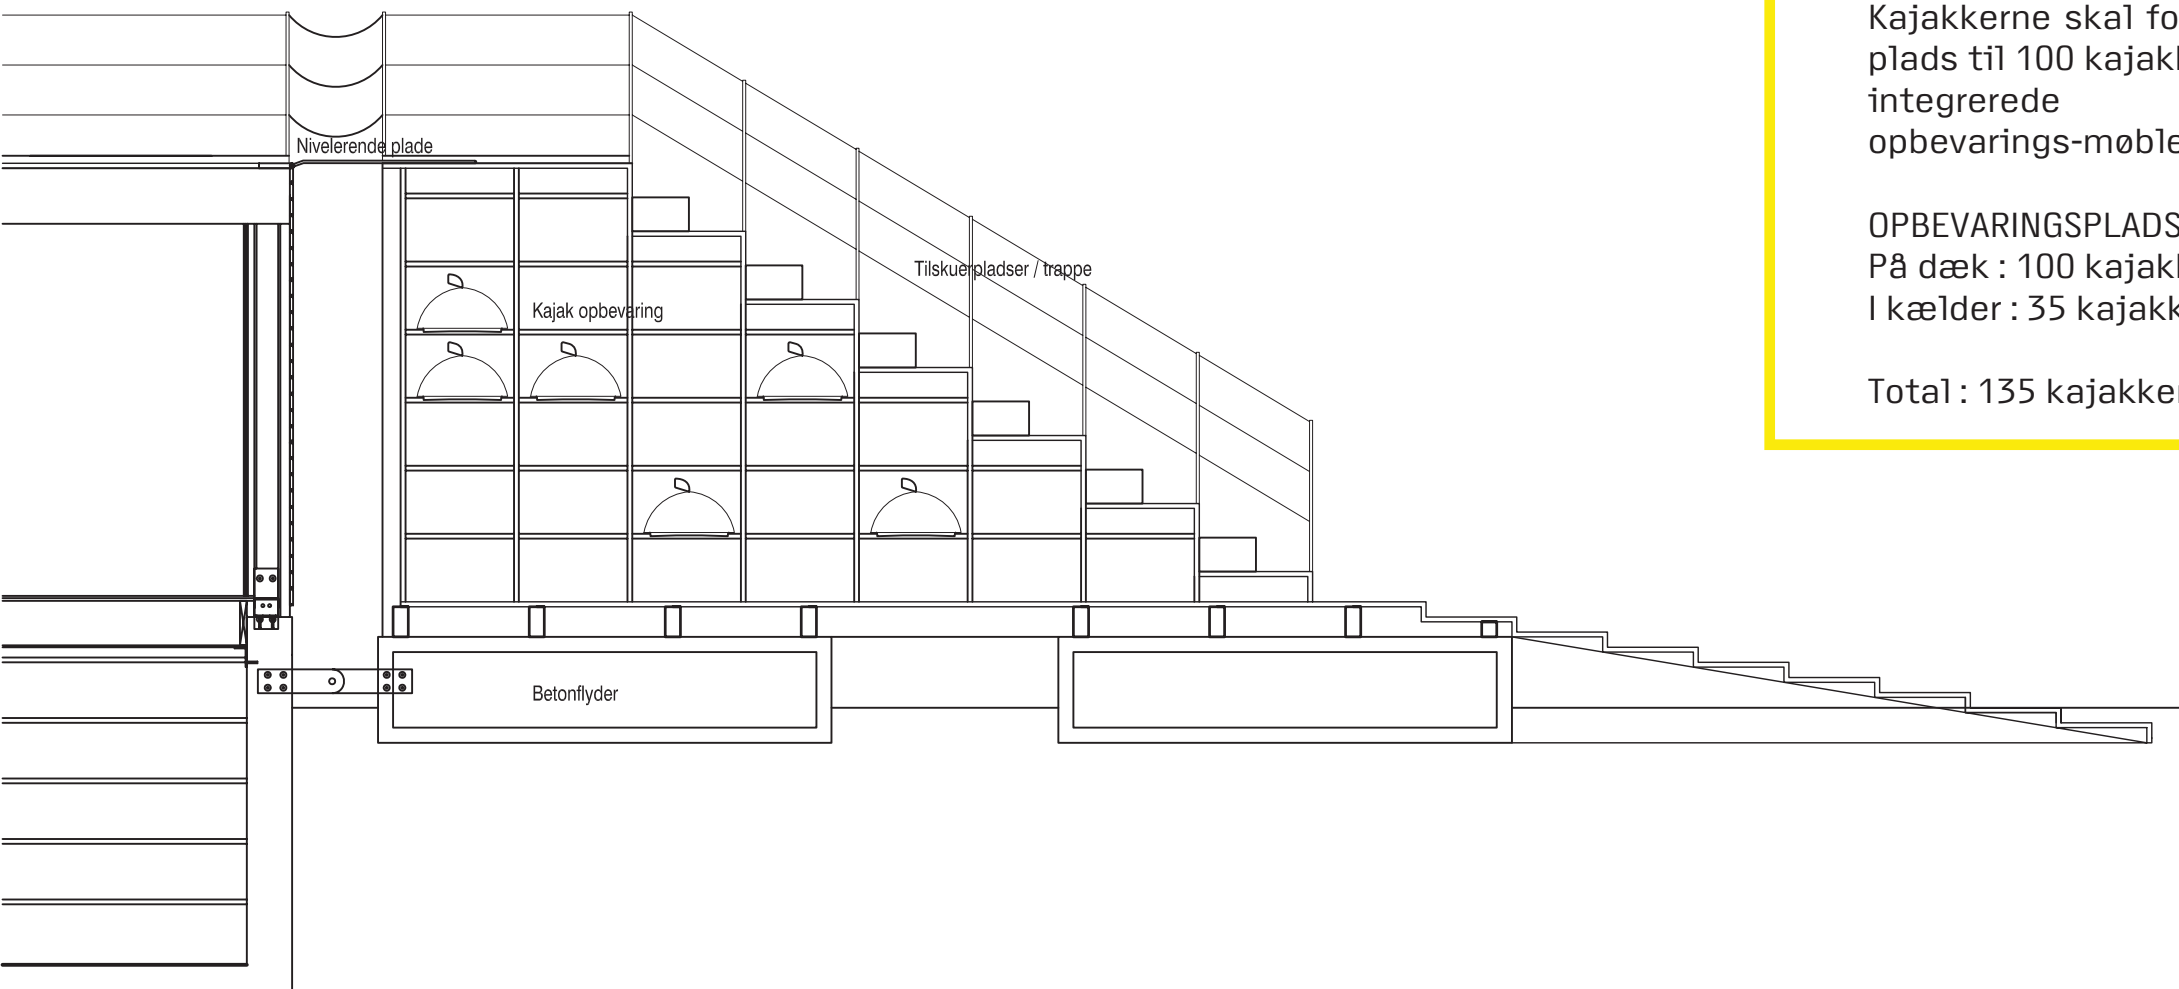 Nivelerende plade
Kajak opbevaring
Tilskuerpladser / trappe
Betonflyder
Kajakkerne skal fo
plads til 100 kajak
integrerede
opbevarings-møble
OPBEVARINGSPLADS
På dæk : 100 kajak
I kælder : 35 kajakk
Total : 135 kajakker